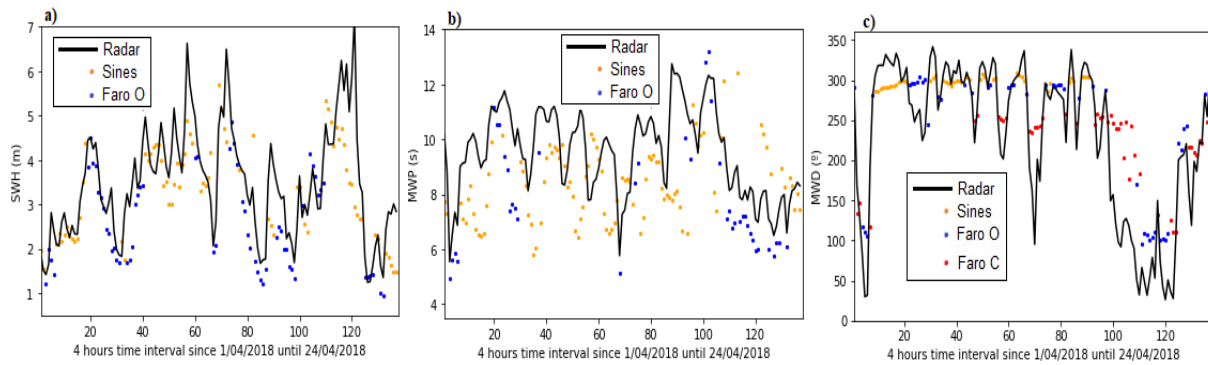 a)
SWH (m)
7
6
5
4
3
2
1
Radar
Sines
Faro O
20 40 60 80 100 120
4 hours time interval since 1/04/2018 until 24/04/2018
b)
MWP (s)
14
12
10
8
6
4
Radar
Sines
Faro O
20 40 60 80 100 120
4 hours time interval since 1/04/2018 until 24/04/2018
c)
MWD (º)
350
300
250
200
150
100
50
0
Radar
Sines
Faro O
Faro C
20 40 60 80 100 120
4 hours time interval since 1/04/2018 until 24/04/2018